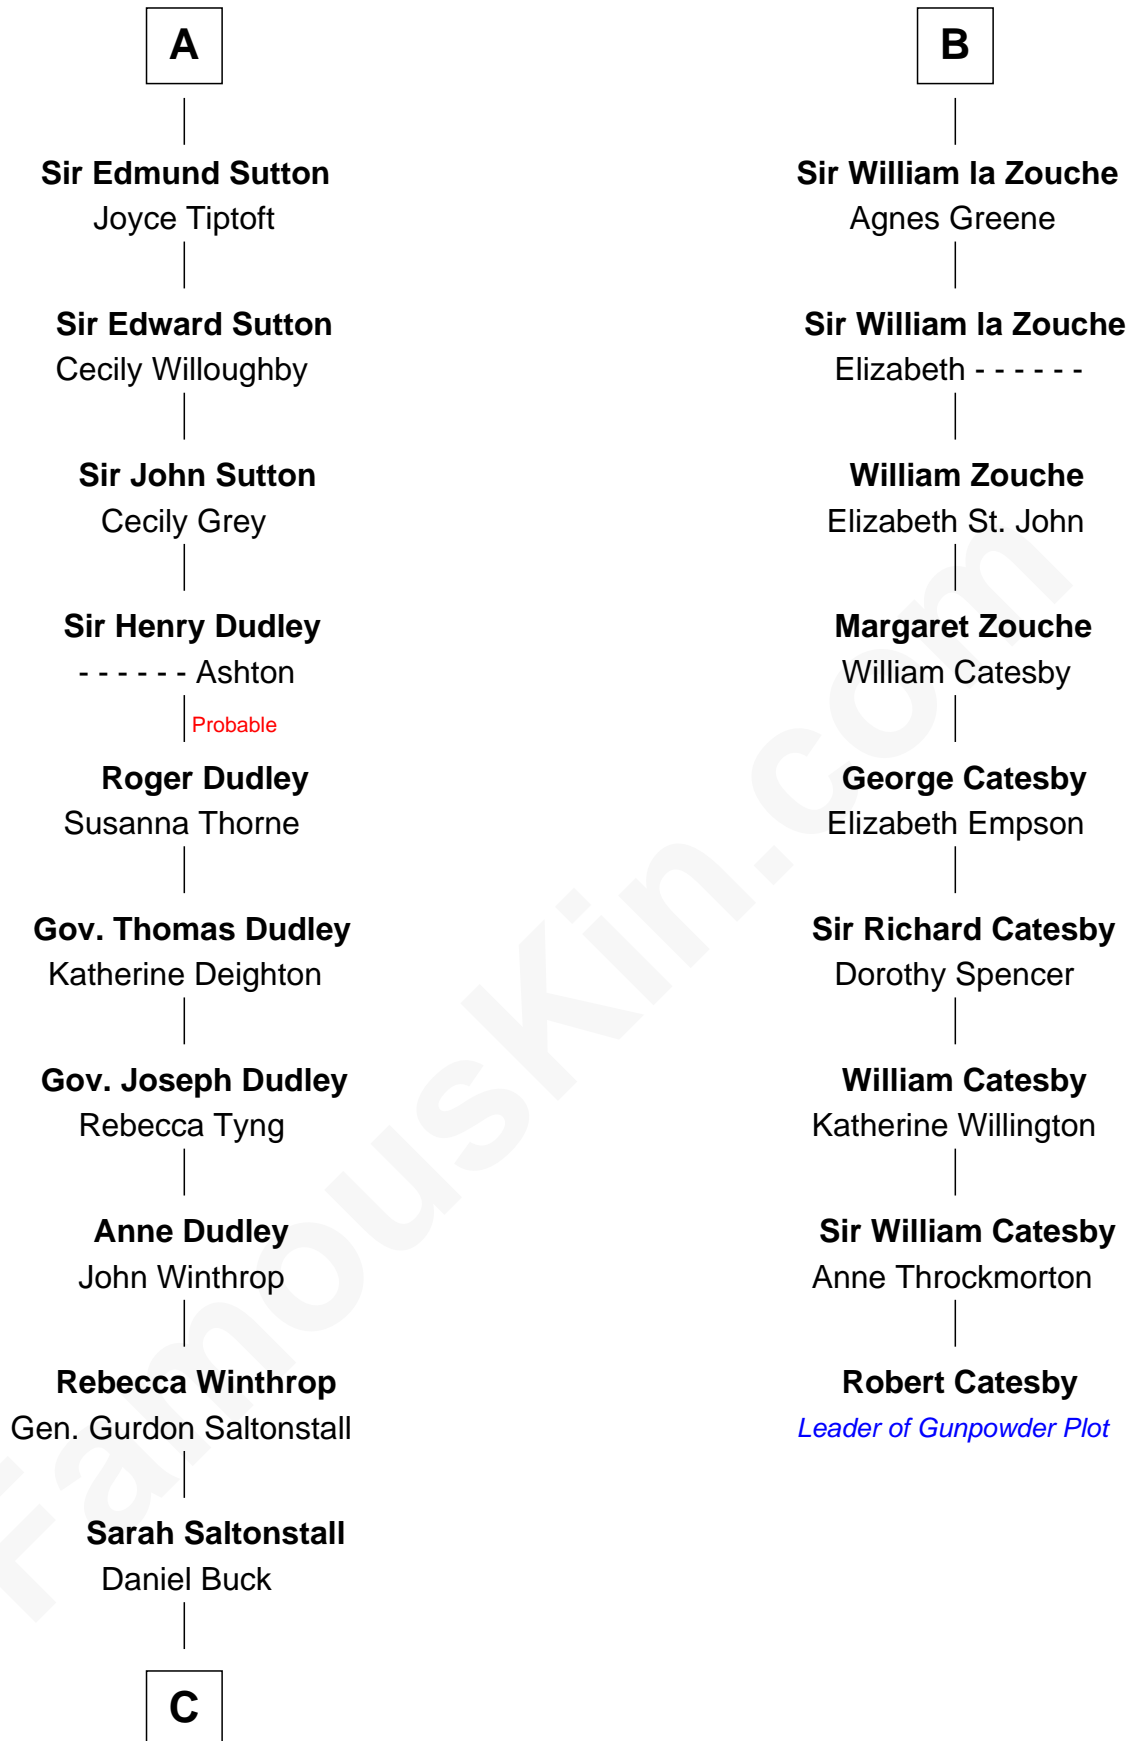 A
Sir Edmund Sutton
Joyce Tiptoft
Sir Edward Sutton
Cecily Willoughby
Sir John Sutton
Cecily Grey
Sir Henry Dudley
- - - - - - Ashton
Probable
Roger Dudley
Susanna Thorne
Gov. Thomas Dudley
Katherine Deighton
Gov. Joseph Dudley
Rebecca Tyng
Anne Dudley
John Winthrop
Rebecca Winthrop
Gen. Gurdon Saltonstall
Sarah Saltonstall
Daniel Buck
C
B
Sir William la Zouche
Agnes Greene
Sir William la Zouche
Elizabeth - - - - - -
William Zouche
Elizabeth St. John
Margaret Zouche
William Catesby
George Catesby
Elizabeth Empson
Sir Richard Catesby
Dorothy Spencer
William Catesby
Katherine Willington
Sir William Catesby
Anne Throckmorton
Robert Catesby
Leader of Gunpowder Plot
FamousKin.com